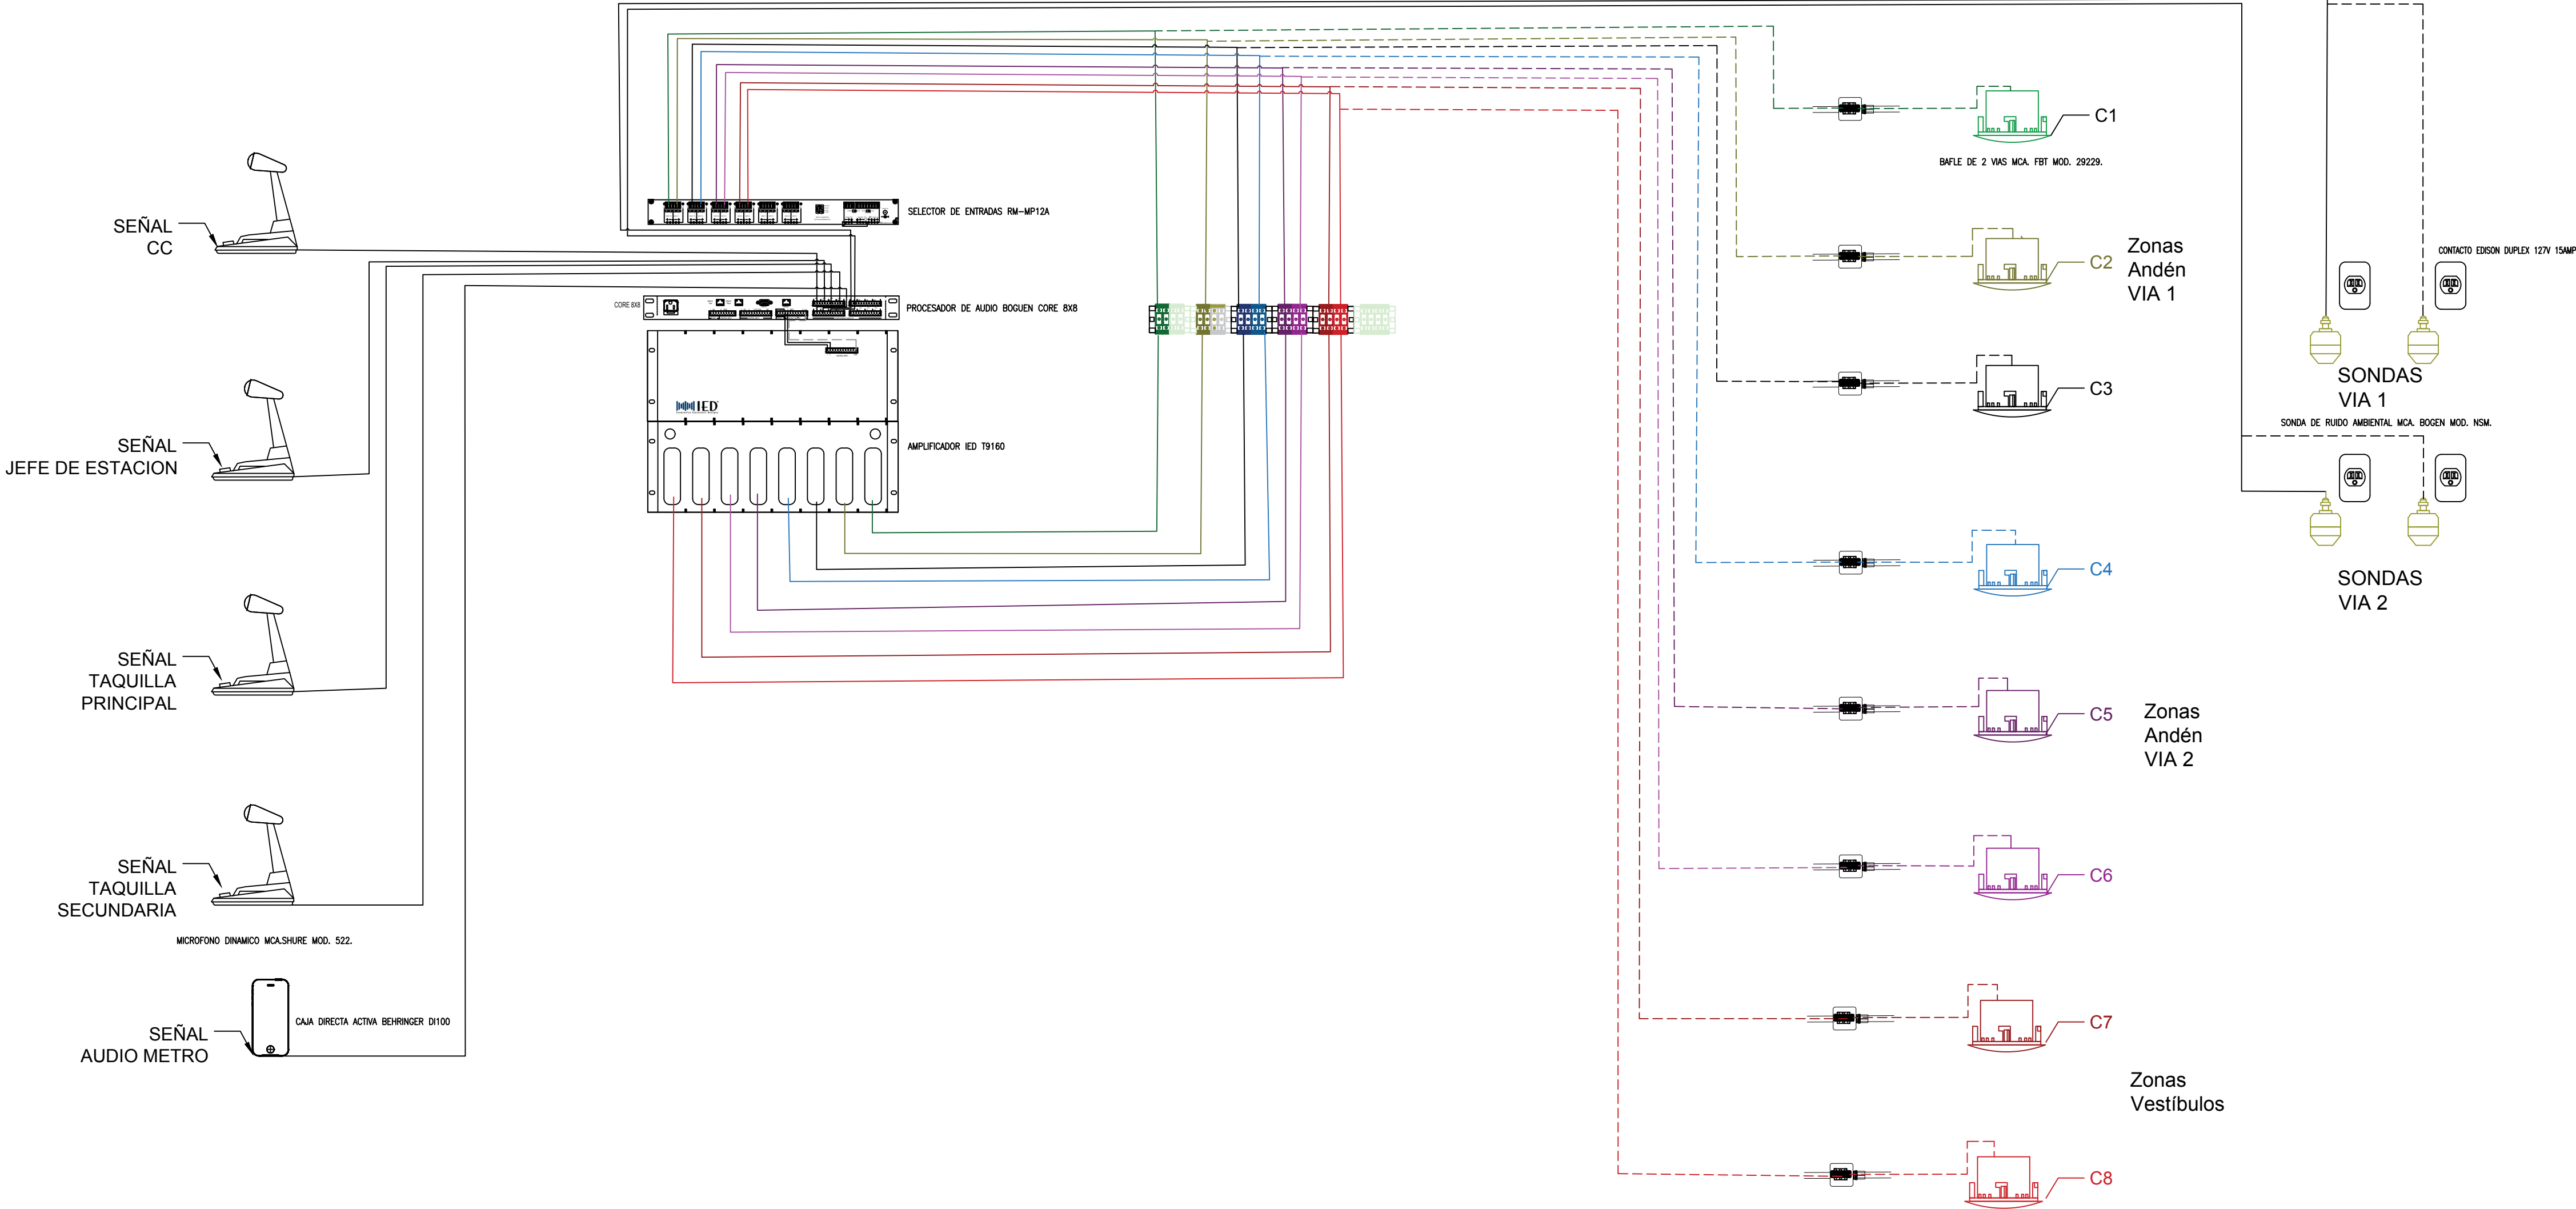 SEÑAL
CC
SEÑAL
JEFE DE ESTACION
SEÑAL
TAQUILLA
PRINCIPAL
SEÑAL
TAQUILLA
SECUNDARIA
MICROFONO DINAMICO MCA.SHURE MOD. 522.
CAJA DIRECTA ACTIVA BEHRINGER DI100
SEÑAL
AUDIO METRO
SELECTOR DE ENTRADAS RM-MP12A
CORE 8X8
PROCESADOR DE AUDIO BOGUEN CORE 8X8
IED
AMPLIFICADOR IED T9160
C1
BAFLE DE 2 VIAS MCA. FBT MOD. 29229.
C2
Zonas
Andén
VIA 1
C3
C4
C5
Zonas
Andén
VIA 2
C6
C7
Zonas
Vestíbulos
C8
CONTACTO EDISON DUPLEX 127V 15AMP
SONDAS
VIA 1
SONDA DE RUIDO AMBIENTAL MCA. BOGEN MOD. NSM.
SONDAS
VIA 2